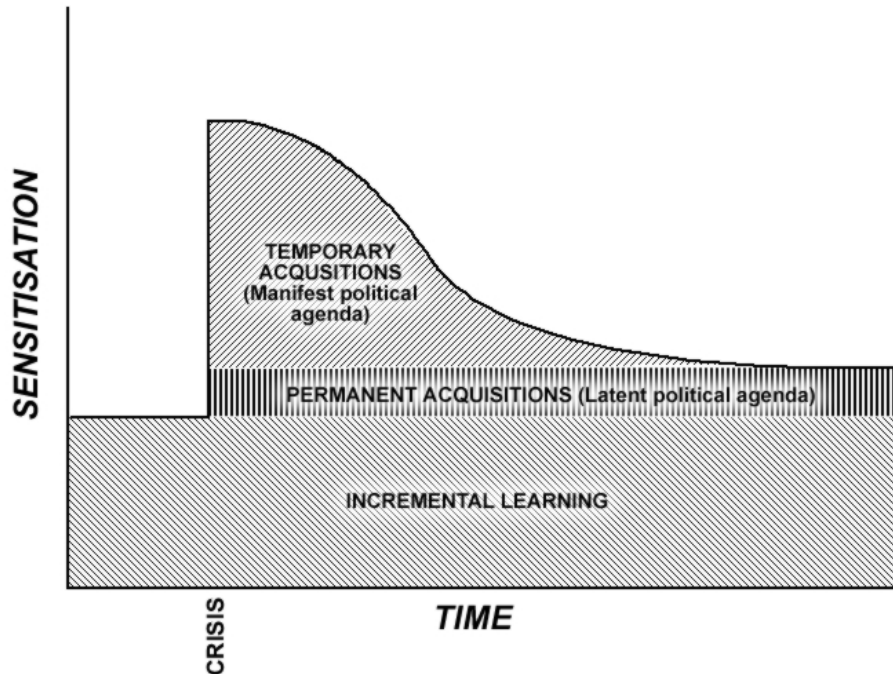 SENSITISATION
TEMPORARY
ACQUSITIONS
(Manifest political
agenda)
PERMANENT ACQUISITIONS (Latent political agenda)
INCREMENTAL LEARNING
CRISIS
TIME